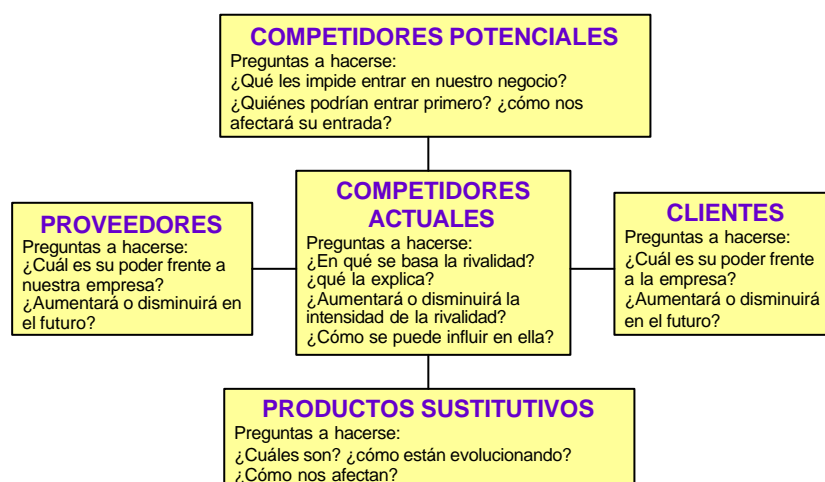 COMPETIDORES POTENCIALES
Preguntas a hacerse:
¿Qué les impide entrar en nuestro negocio?
¿Quiénes podrían entrar primero? ¿cómo nos
afectará su entrada?
PROVEEDORES
Preguntas a hacerse:
¿Cuál es su poder frente a
nuestra empresa?
¿Aumentará o disminuirá en
el futuro?
COMPETIDORES
ACTUALES
Preguntas a hacerse:
¿En qué se basa la rivalidad?
¿qué la explica?
¿Aumentará o disminuirá la
intensidad de la rivalidad?
¿Cómo se puede influir en ella?
CLIENTES
Preguntas a hacerse:
¿Cuál es su poder frente
a la empresa?
¿Aumentará o disminuirá
en el futuro?
PRODUCTOS SUSTITUTIVOS
Preguntas a hacerse:
¿Cuáles son? ¿cómo están evolucionando?
¿Cómo nos afectan?